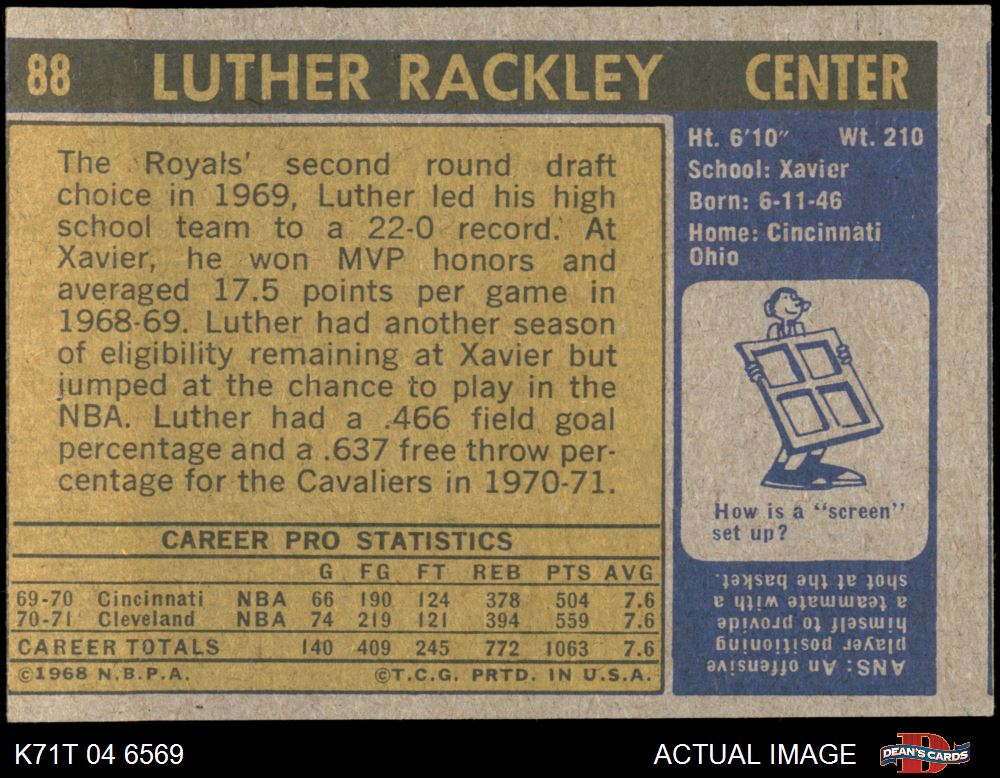 88 LUTHER RACKLEY CENTER
The Royals' second round draft
choice in 1969, Luther led his high
school team to a 22-0 record. At
Xavier, he won MVP honors and
averaged 17.5 points per game in
1968-69. Luther had another season
of eligibility remaining at Xavier but
jumped at the chance to play in the
NBA. Luther had a .466 field goal
percentage and a .637 free throw per-
centage for the Cavaliers in 1970-71.
CAREER PRO STATISTICS
G FG FT REB PTS AVG
69-70 Cincinnati NBA 66 190 124 378 504 7.6
70-71 Cleveland NBA 74 219 121 394 559 7.6
CAREER TOTALS 140 409 245 772 1063 7.6
©1968 N.B.P.A. ©T.C.G. PRTD. IN U.S.A.
Ht. 6'10" Wt. 210
School: Xavier
Born: 6-11-46
Home: Cincinnati
Ohio
How is a "screen"
set up?
ANS: An offensive
player positioning
himself to provide
a teammate with a
shot at the basket.
K71T 04 6569
ACTUAL IMAGE
D
DEAN'S CARDS